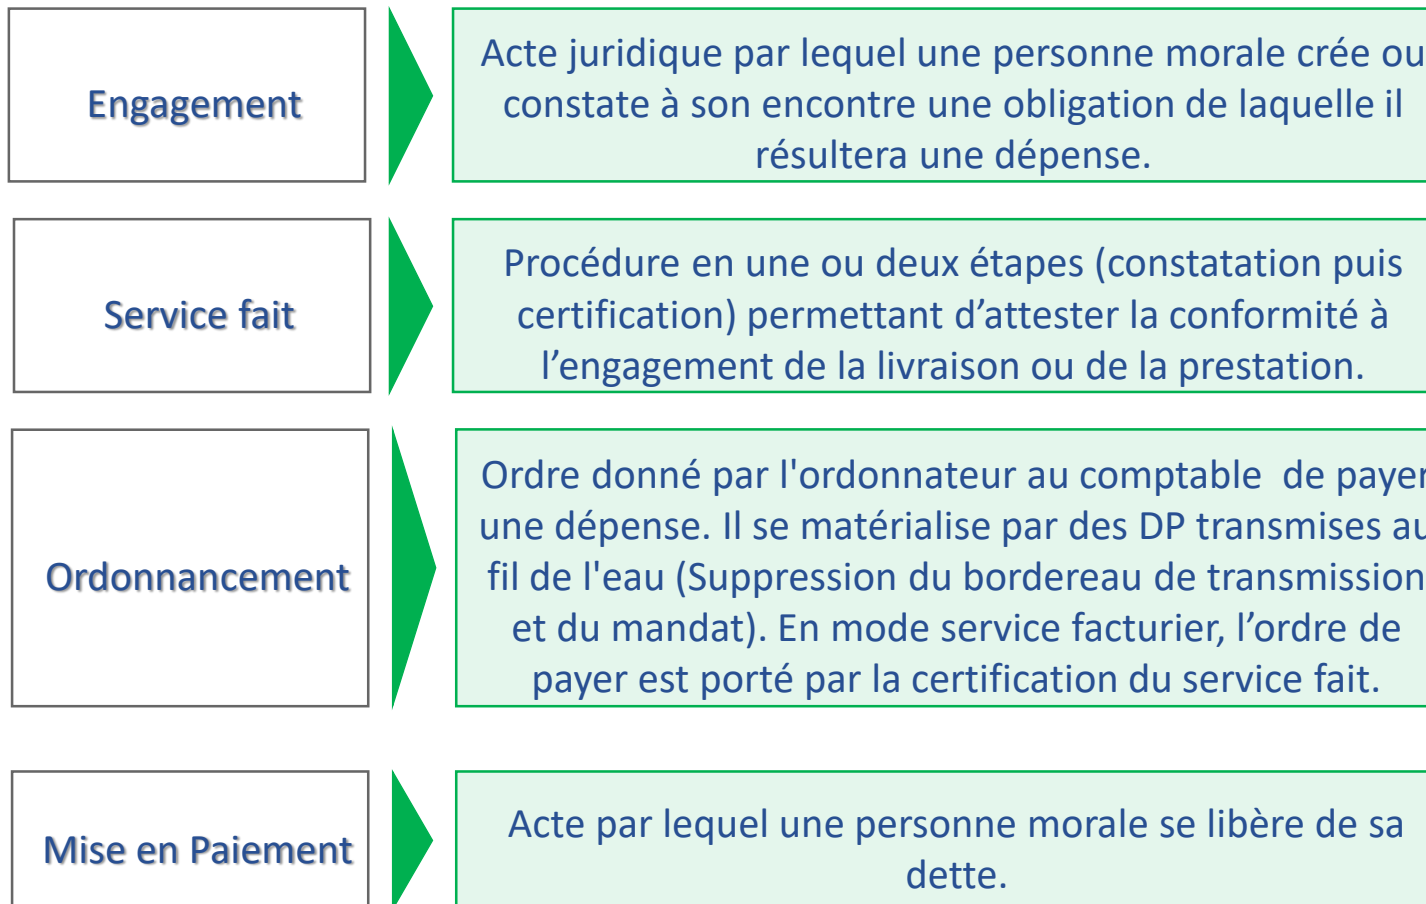 Engagement
Acte juridique par lequel une personne morale crée ou
constate à son encontre une obligation de laquelle il
résultera une dépense.
Service fait
Procédure en une ou deux étapes (constatation puis
certification) permettant d’attester la conformité à
l’engagement de la livraison ou de la prestation.
Ordonnancement
Ordre donné par l'ordonnateur au comptable  de payer
une dépense. Il se matérialise par des DP transmises au
fil de l'eau (Suppression du bordereau de transmission
et du mandat). En mode service facturier, l’ordre de
payer est porté par la certification du service fait.
Mise en Paiement
Acte par lequel une personne morale se libère de sa
dette.